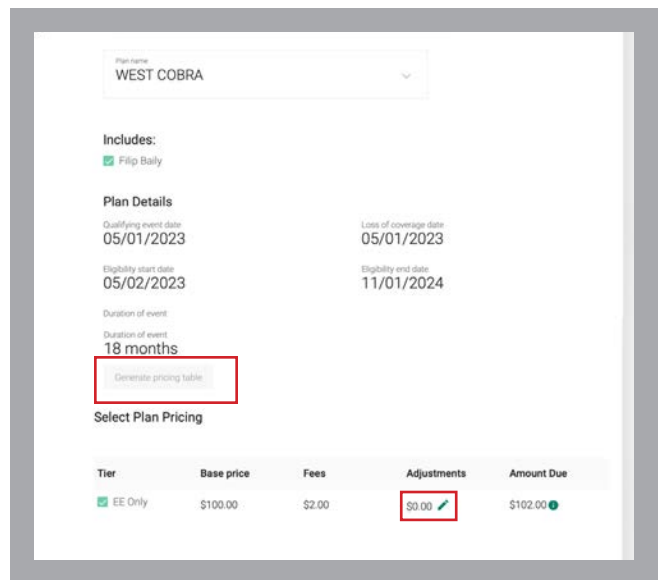 Plan name
WEST COBRA
Includes:
Filip Baily
Plan Details
Qualifying event date Loss of coverage date
05/01/2023 05/01/2023
Eligibility start date Eligibility end date
05/02/2023 11/01/2024
Duration of event
Duration of event
18 months
Generate pricing table
Select Plan Pricing
Tier Base price Fees Adjustments Amount Due
EE Only $100.00 $2.00 $0.00 $102.00